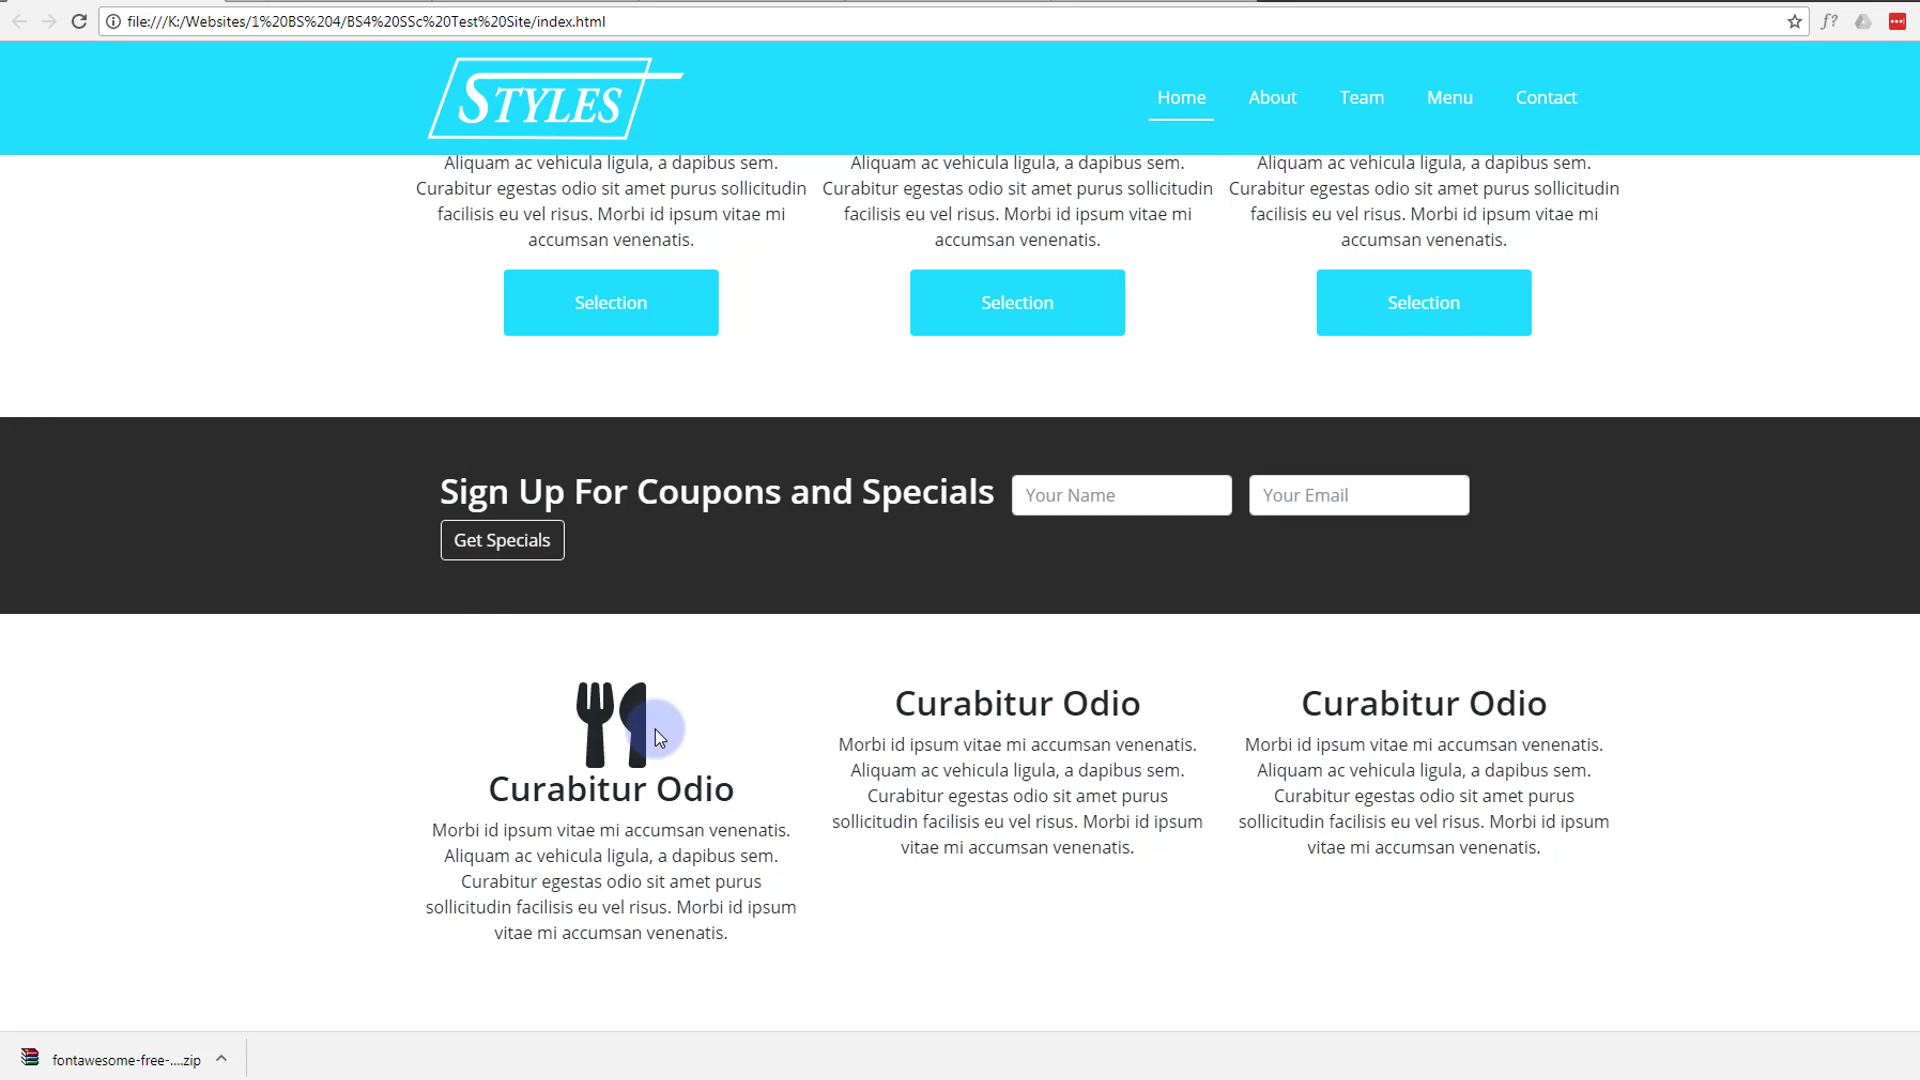 file:///K:/Websites/1%20BS%204/BS4%20SSc%20Test%20Site/index.html
f?
STYLES
Home About Team Menu Contact
Aliquam ac vehicula ligula, a dapibus sem.
Curabitur egestas odio sit amet purus sollicitudin
facilisis eu vel risus. Morbi id ipsum vitae mi
accumsan venenatis.
Selection
Aliquam ac vehicula ligula, a dapibus sem.
Curabitur egestas odio sit amet purus sollicitudin
facilisis eu vel risus. Morbi id ipsum vitae mi
accumsan venenatis.
Selection
Aliquam ac vehicula ligula, a dapibus sem.
Curabitur egestas odio sit amet purus sollicitudin
facilisis eu vel risus. Morbi id ipsum vitae mi
accumsan venenatis.
Selection
Sign Up For Coupons and Specials Your Name Your Email
Get Specials
Curabitur Odio
Morbi id ipsum vitae mi accumsan venenatis.
Aliquam ac vehicula ligula, a dapibus sem.
Curabitur egestas odio sit amet purus
sollicitudin facilisis eu vel risus. Morbi id ipsum
vitae mi accumsan venenatis.
Curabitur Odio
Morbi id ipsum vitae mi accumsan venenatis.
Aliquam ac vehicula ligula, a dapibus sem.
Curabitur egestas odio sit amet purus
sollicitudin facilisis eu vel risus. Morbi id ipsum
vitae mi accumsan venenatis.
Curabitur Odio
Morbi id ipsum vitae mi accumsan venenatis.
Aliquam ac vehicula ligula, a dapibus sem.
Curabitur egestas odio sit amet purus
sollicitudin facilisis eu vel risus. Morbi id ipsum
vitae mi accumsan venenatis.
fontawesome-free-....zip